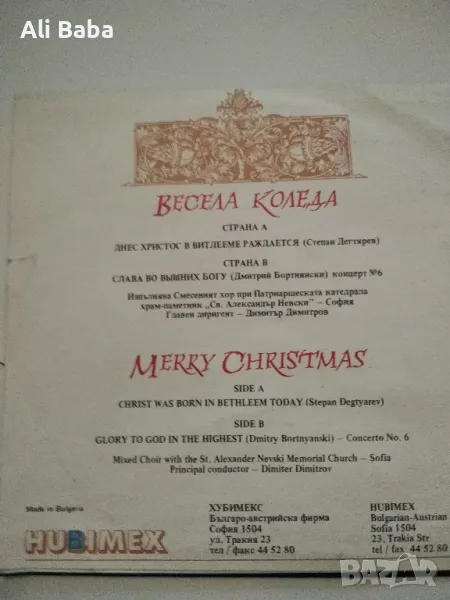 Ali Baba
ВЕСЕЛА КОЛЕДА
СТРАНА А
ДНЕС ХРИСТОС В ВИТЛЕЕМЕ РАЖДАЕТСЯ (Степан Дегтярев)
СТРАНА В
СЛАВА ВО ВЫШНИХ БОГУ (Дмитрий Бортнянски) концерт №6
Изпълнява Смесеният хор при Патриаршеската катедрала
храм-паметник „Св. Александър Невски" – София
Главен диригент – Димитър Димитров
MERRY CHRISTMAS
SIDE A
CHRIST WAS BORN IN BETHLEEM TODAY (Stepan Degtyarev)
SIDE B
GLORY TO GOD IN THE HIGHEST (Dmitry Bortnyanski) – Concerto No. 6
Mixed Choir with the St. Alexander Nevski Memorial Church – Sofia
Principal conductor – Dimiter Dimitrov
Made in Bulgaria
HUBIMEX
ХУБИМЕКС
Българо-австрийска фирма
София 1504
ул. Тракия 23
тел / факс 44 52 80
HUBIMEX
Bulgarian-Austrian
Sofia 1504
23, Trakia Str
tel / fax 44 52 80
bazar